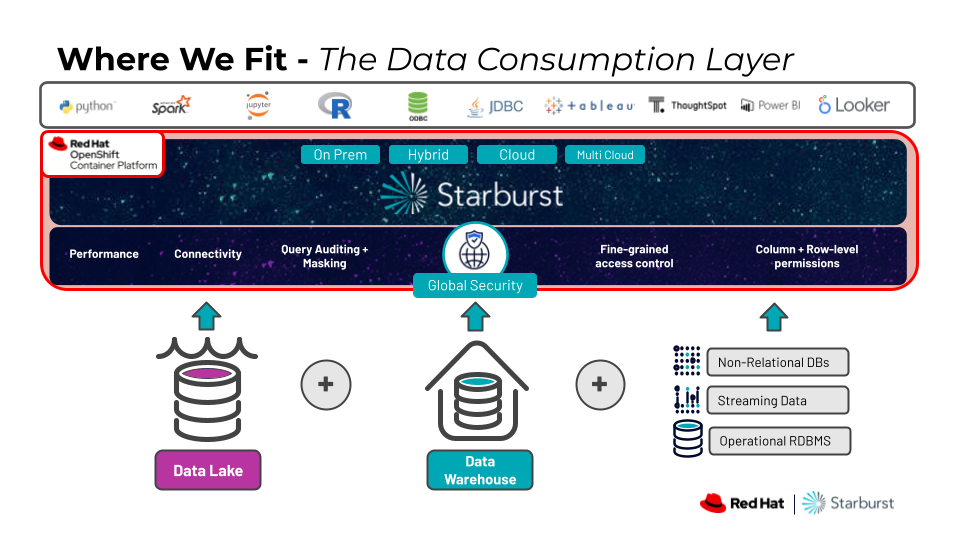 Where We Fit - The Data Consumption Layer
python
APACHE Spark
jupyter
R
ODBC
JDBC
+ a b l e a u
ThoughtSpot
Power BI
Looker
Red Hat
OpenShift
Container Platform
On Prem
Hybrid
Cloud
Multi Cloud
Starburst
Performance
Connectivity
Query Auditing +
Masking
Fine-grained
access control
Column + Row-level
permissions
Global Security
+
+
Non-Relational DBs
Streaming Data
Operational RDBMS
Data Lake
Data
Warehouse
Red Hat | Starburst